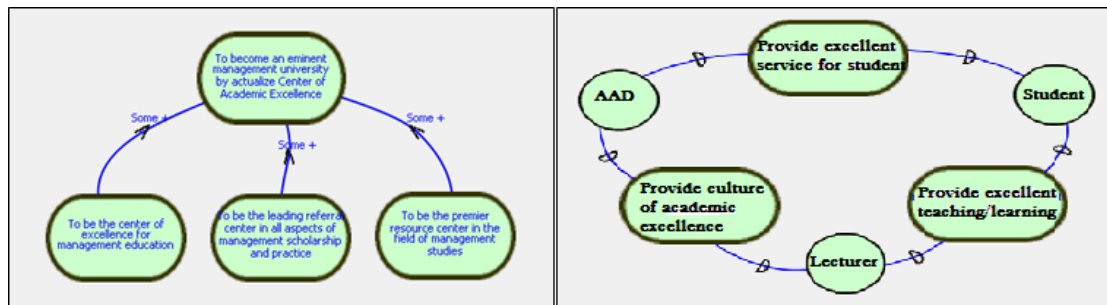 To become an eminent
management university
by actualize Center of
Academic Excellence
Some +
Some +
Some +
To be the center of
excellence for
management education
To be the leading referral
center in all aspects of
management scholarship
and practice
To be the premier
resource center in the
field of management
studies
Provide excellent
service for student
AAD
Student
Provide culture
of academic
excellence
Provide excellent
teaching/learning
Lecturer